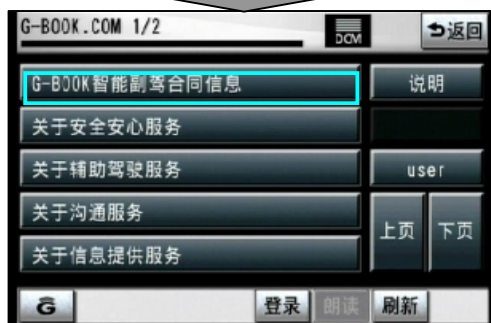 G-BOOK.COM 1/2
DCM
返回
G-BOOK智能副驾合同信息
说明
关于安全安心服务
关于辅助驾驶服务
user
关于沟通服务
上页
下页
关于信息提供服务
G
登录
朗读
刷新